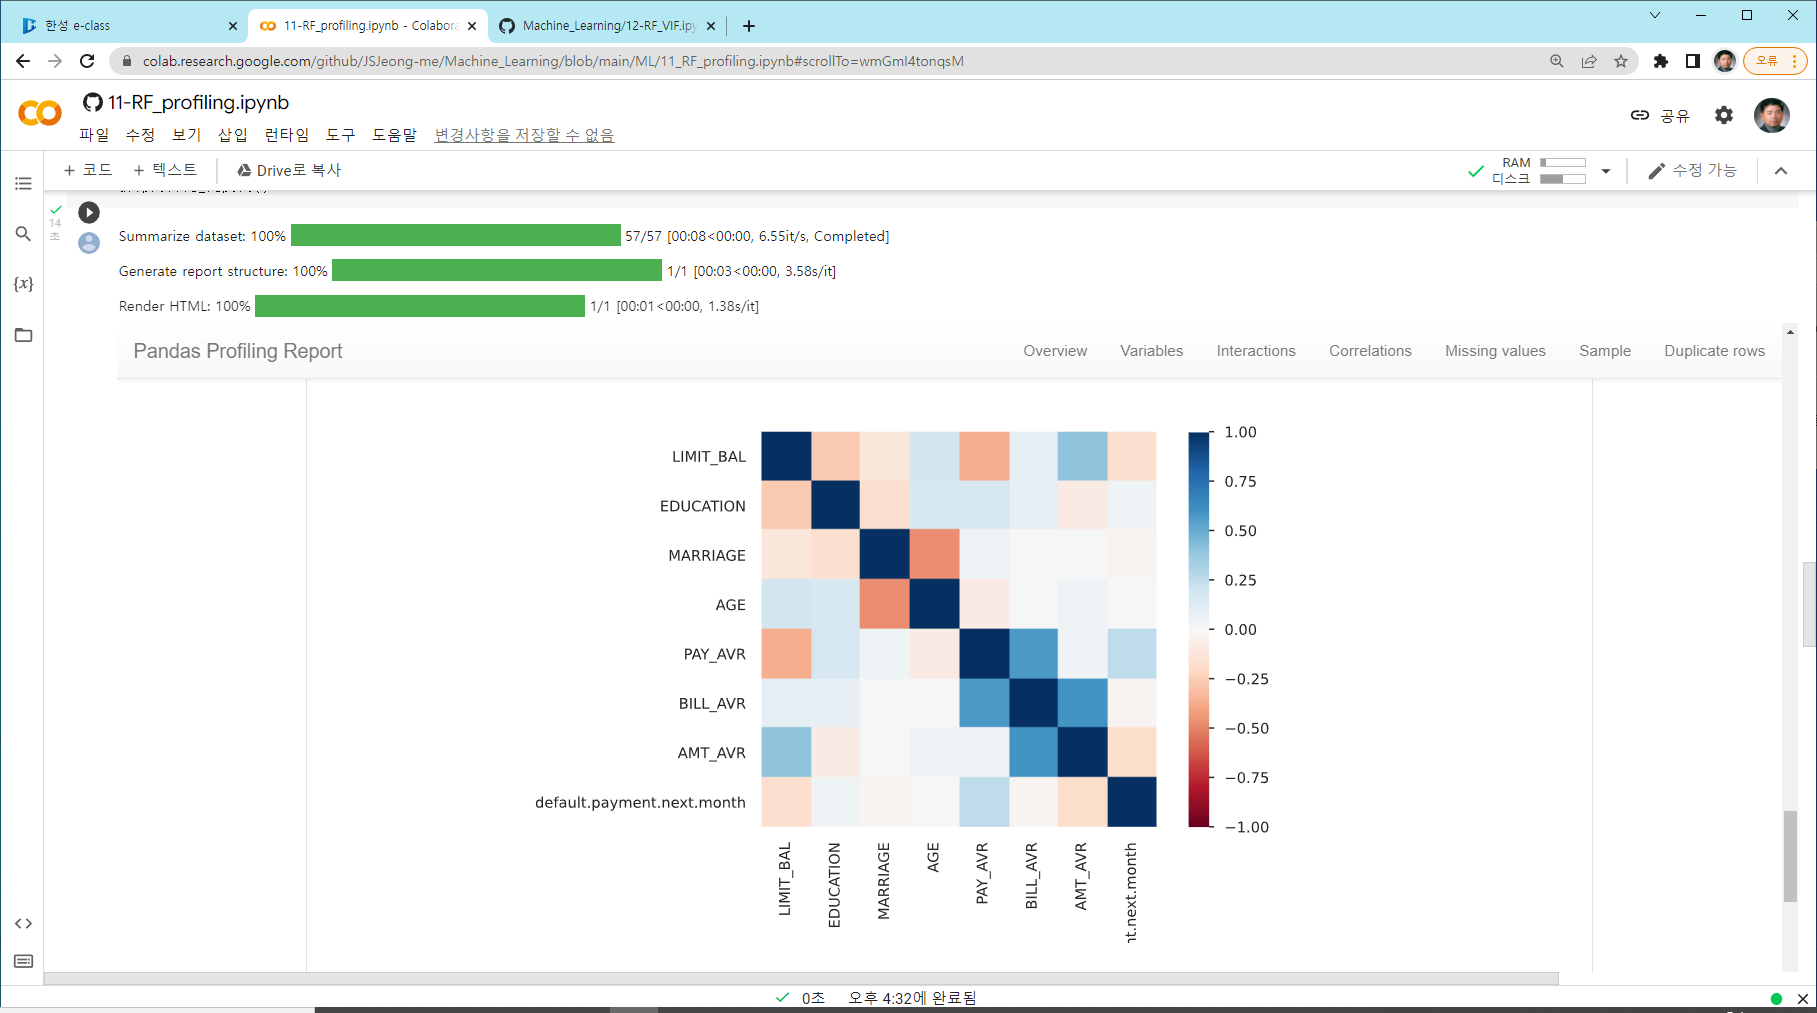 한성 e-class
11-RF_profiling.ipynb - Colabora
Machine_Learning/12-RF_VIF.ipy
colab.research.google.com/github/JSJeong-me/Machine_Learning/blob/main/ML/11_RF_profiling.ipynb#scrollTo=wmGmI4tonqsM
오류
CO
11-RF_profiling.ipynb
파일 수정 보기 삽입 런타임 도구 도움말 변경사항을 저장할 수 없음
공유
+ 코드 + 텍스트 Drive로 복사
RAM
디스크
수정 가능
14
초
{x}
Summarize dataset: 100% 57/57 [00:08<00:00, 6.55it/s, Completed]
Generate report structure: 100% 1/1 [00:03<00:00, 3.58s/it]
Render HTML: 100% 1/1 [00:01<00:00, 1.38s/it]
Pandas Profiling Report
Overview Variables Interactions Correlations Missing values Sample Duplicate rows
LIMIT_BAL
EDUCATION
MARRIAGE
AGE
PAY_AVR
BILL_AVR
AMT_AVR
default.payment.next.month
1.00
0.75
0.50
0.25
0.00
−0.25
−0.50
−0.75
−1.00
LIMIT_BAL
EDUCATION
MARRIAGE
AGE
PAY_AVR
BILL_AVR
AMT_AVR
nt.next.month
0초 오후 4:32에 완료됨